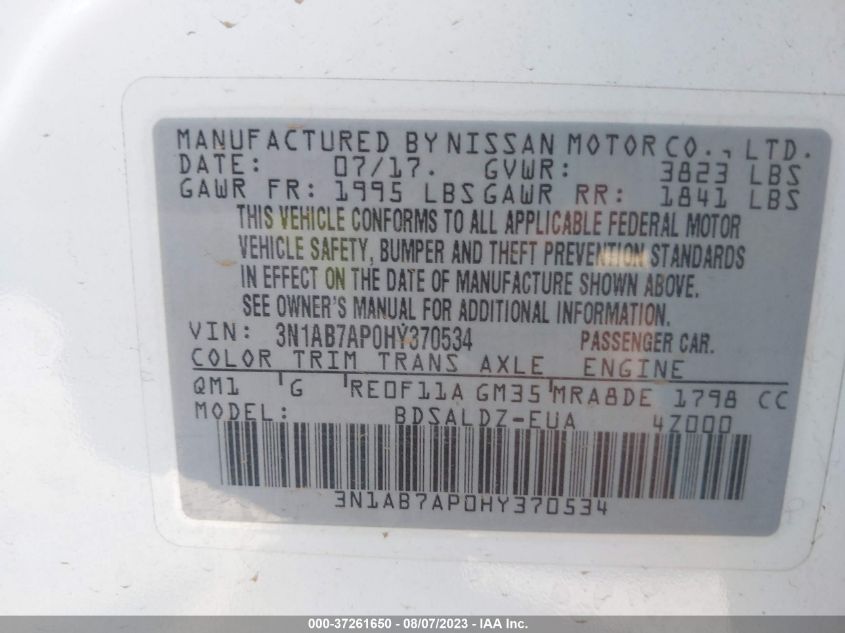 MANUFACTURED BY NISSAN MOTOR CO., LTD.
DATE: 07/17. GVWR: 3823 LBS
GAWR FR: 1995 LBS GAWR RR: 1841 LBS
THIS VEHICLE CONFORMS TO ALL APPLICABLE FEDERAL MOTOR
VEHICLE SAFETY, BUMPER AND THEFT PREVENTION STANDARDS
IN EFFECT ON THE DATE OF MANUFACTURE SHOWN ABOVE.
SEE OWNER'S MANUAL FOR ADDITIONAL INFORMATION.
VIN: 3N1AB7AP0HY370534 PASSENGER CAR.
COLOR TRIM TRANS AXLE ENGINE
QM1 G RE0F11A GM35 MRA8DE 1798 CC
MODEL: BDSALDZ-EUA 4Z000
3N1AB7AP0HY370534
000-37261650 - 08/07/2023 - IAA Inc.